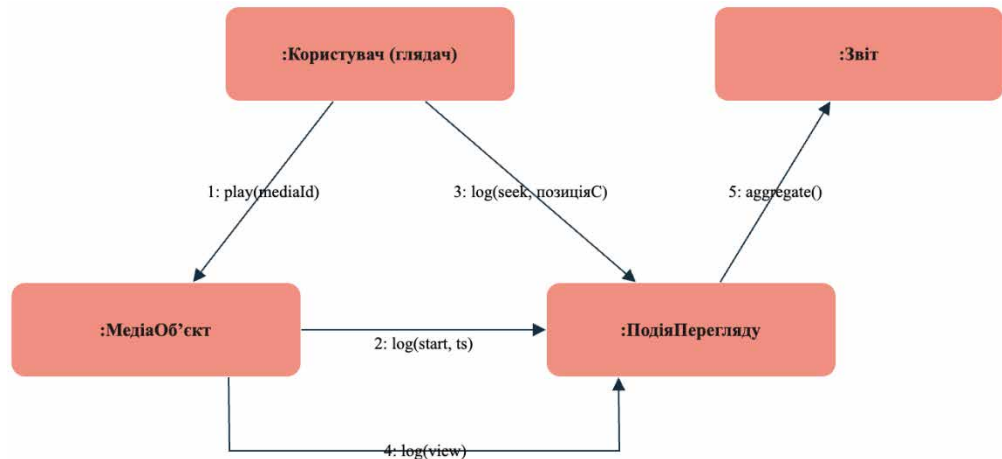 :Користувач (глядач)
:Звіт
1: play(mediaId)
3: log(seek, позиціяС)
5: aggregate()
:МедіаОб’єкт
:ПодіяПерегляду
2: log(start, ts)
4: log(view)